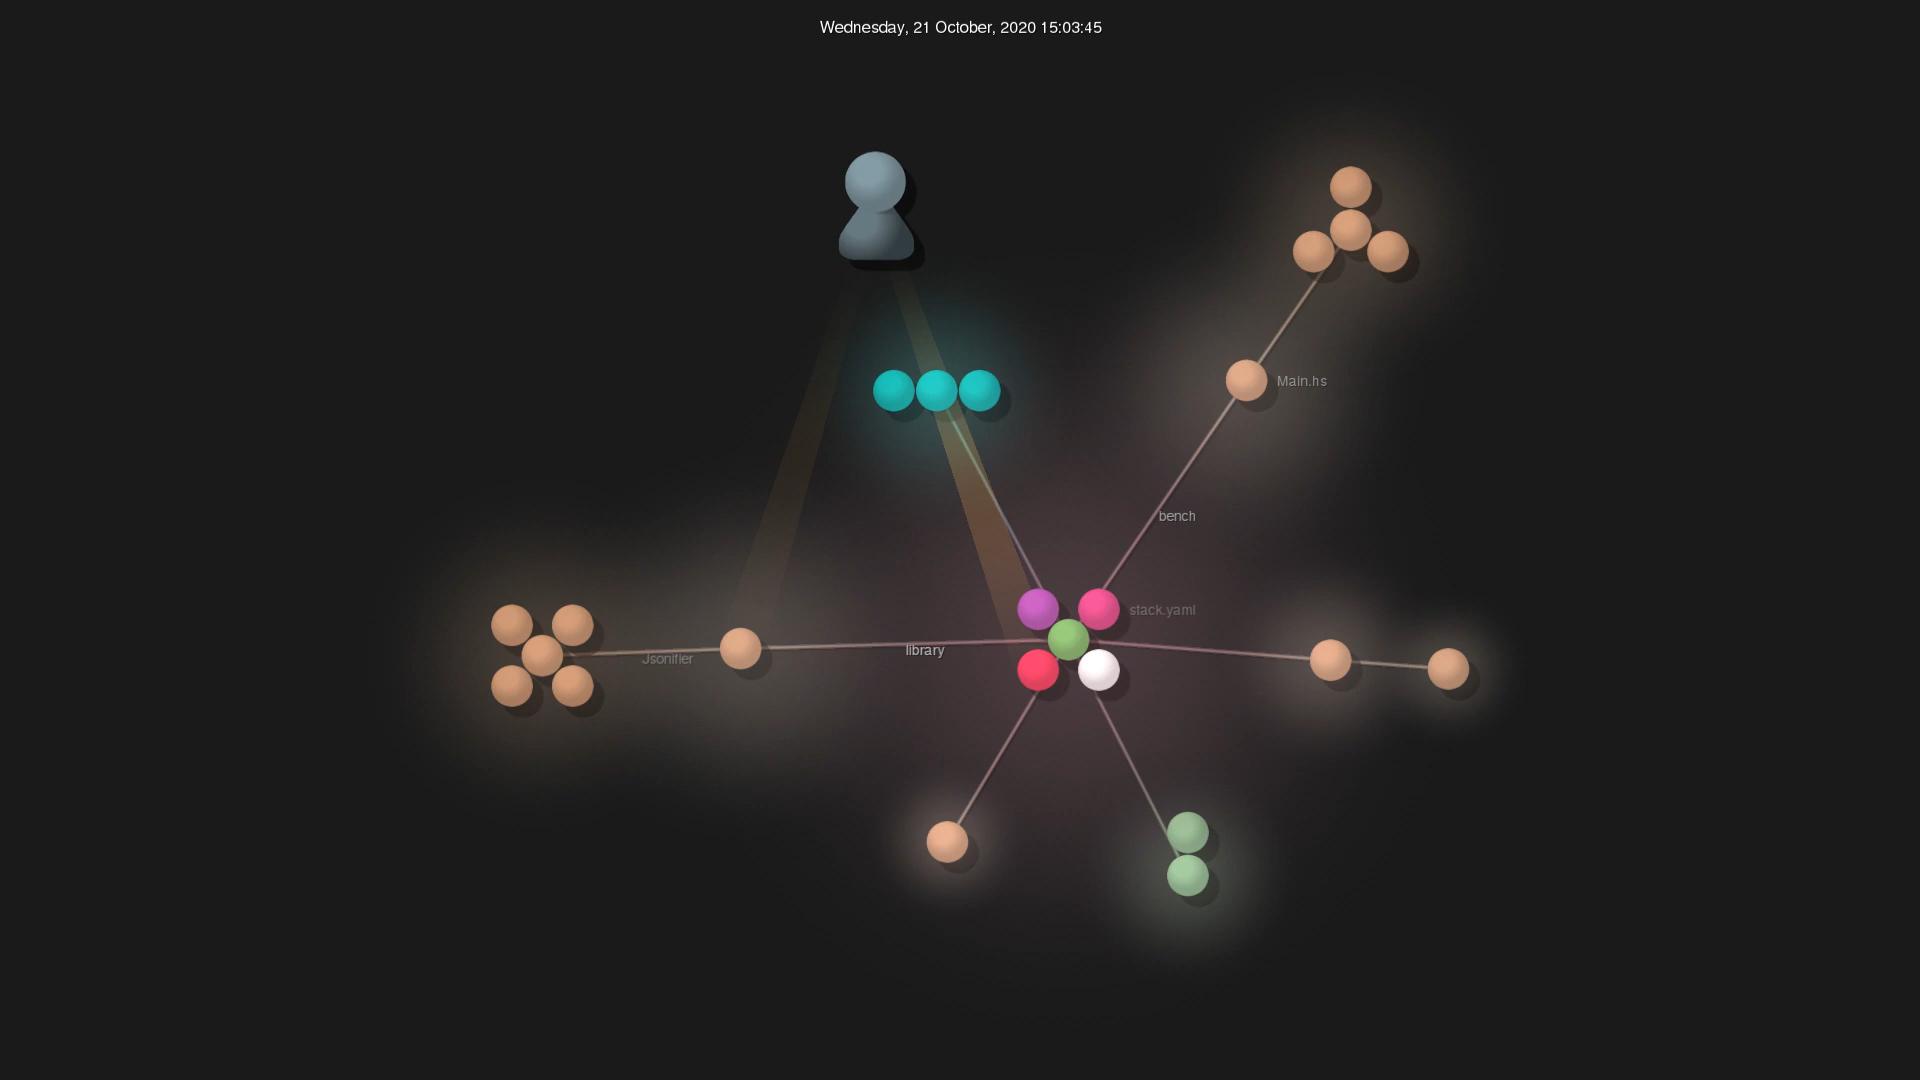 Wednesday, 21 October, 2020 15:03:45
Main.hs
bench
stack.yaml
library
Jsonifier